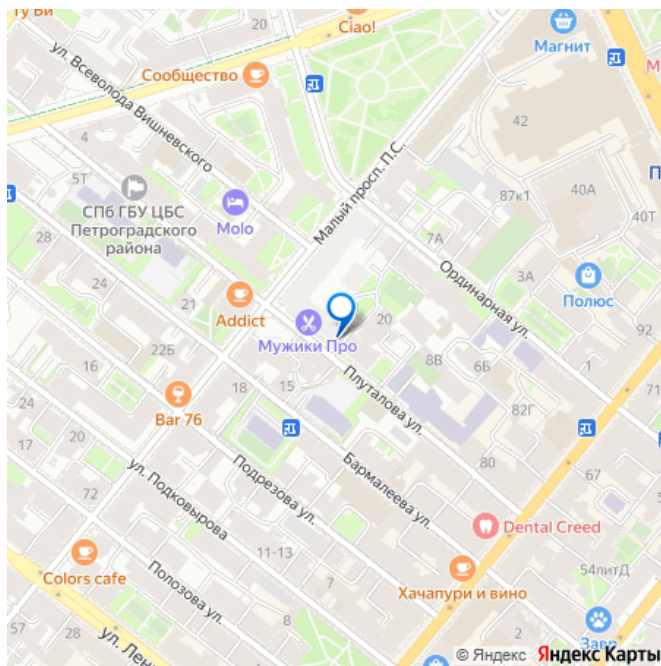 Ту Би
Ciao!
Магнит
ул. Всеволода Вишневского
Сообщество
42
4
Малый просп. П.С.
5Т
СПб ГБУ ЦБС
Петроградского
района
87к1
40А
40А
28
Molo
7А
Ординарная ул.
3А
24
Полюс
21
Addict
20
92
Мужики Про
16
22Б
8В
6Б
1
15
18
Плуталова ул.
24
Bar 76
82Г
20
17
80
67
Бармалеева ул.
ул. Подковырова
Подрезова ул.
72
Dental Creed
11-13
Colors cafe
7
Хачапури и вино
54литД
Полозова ул.
28
2
Завр
ул. Лен
8
© Яндекс Яндекс Карты